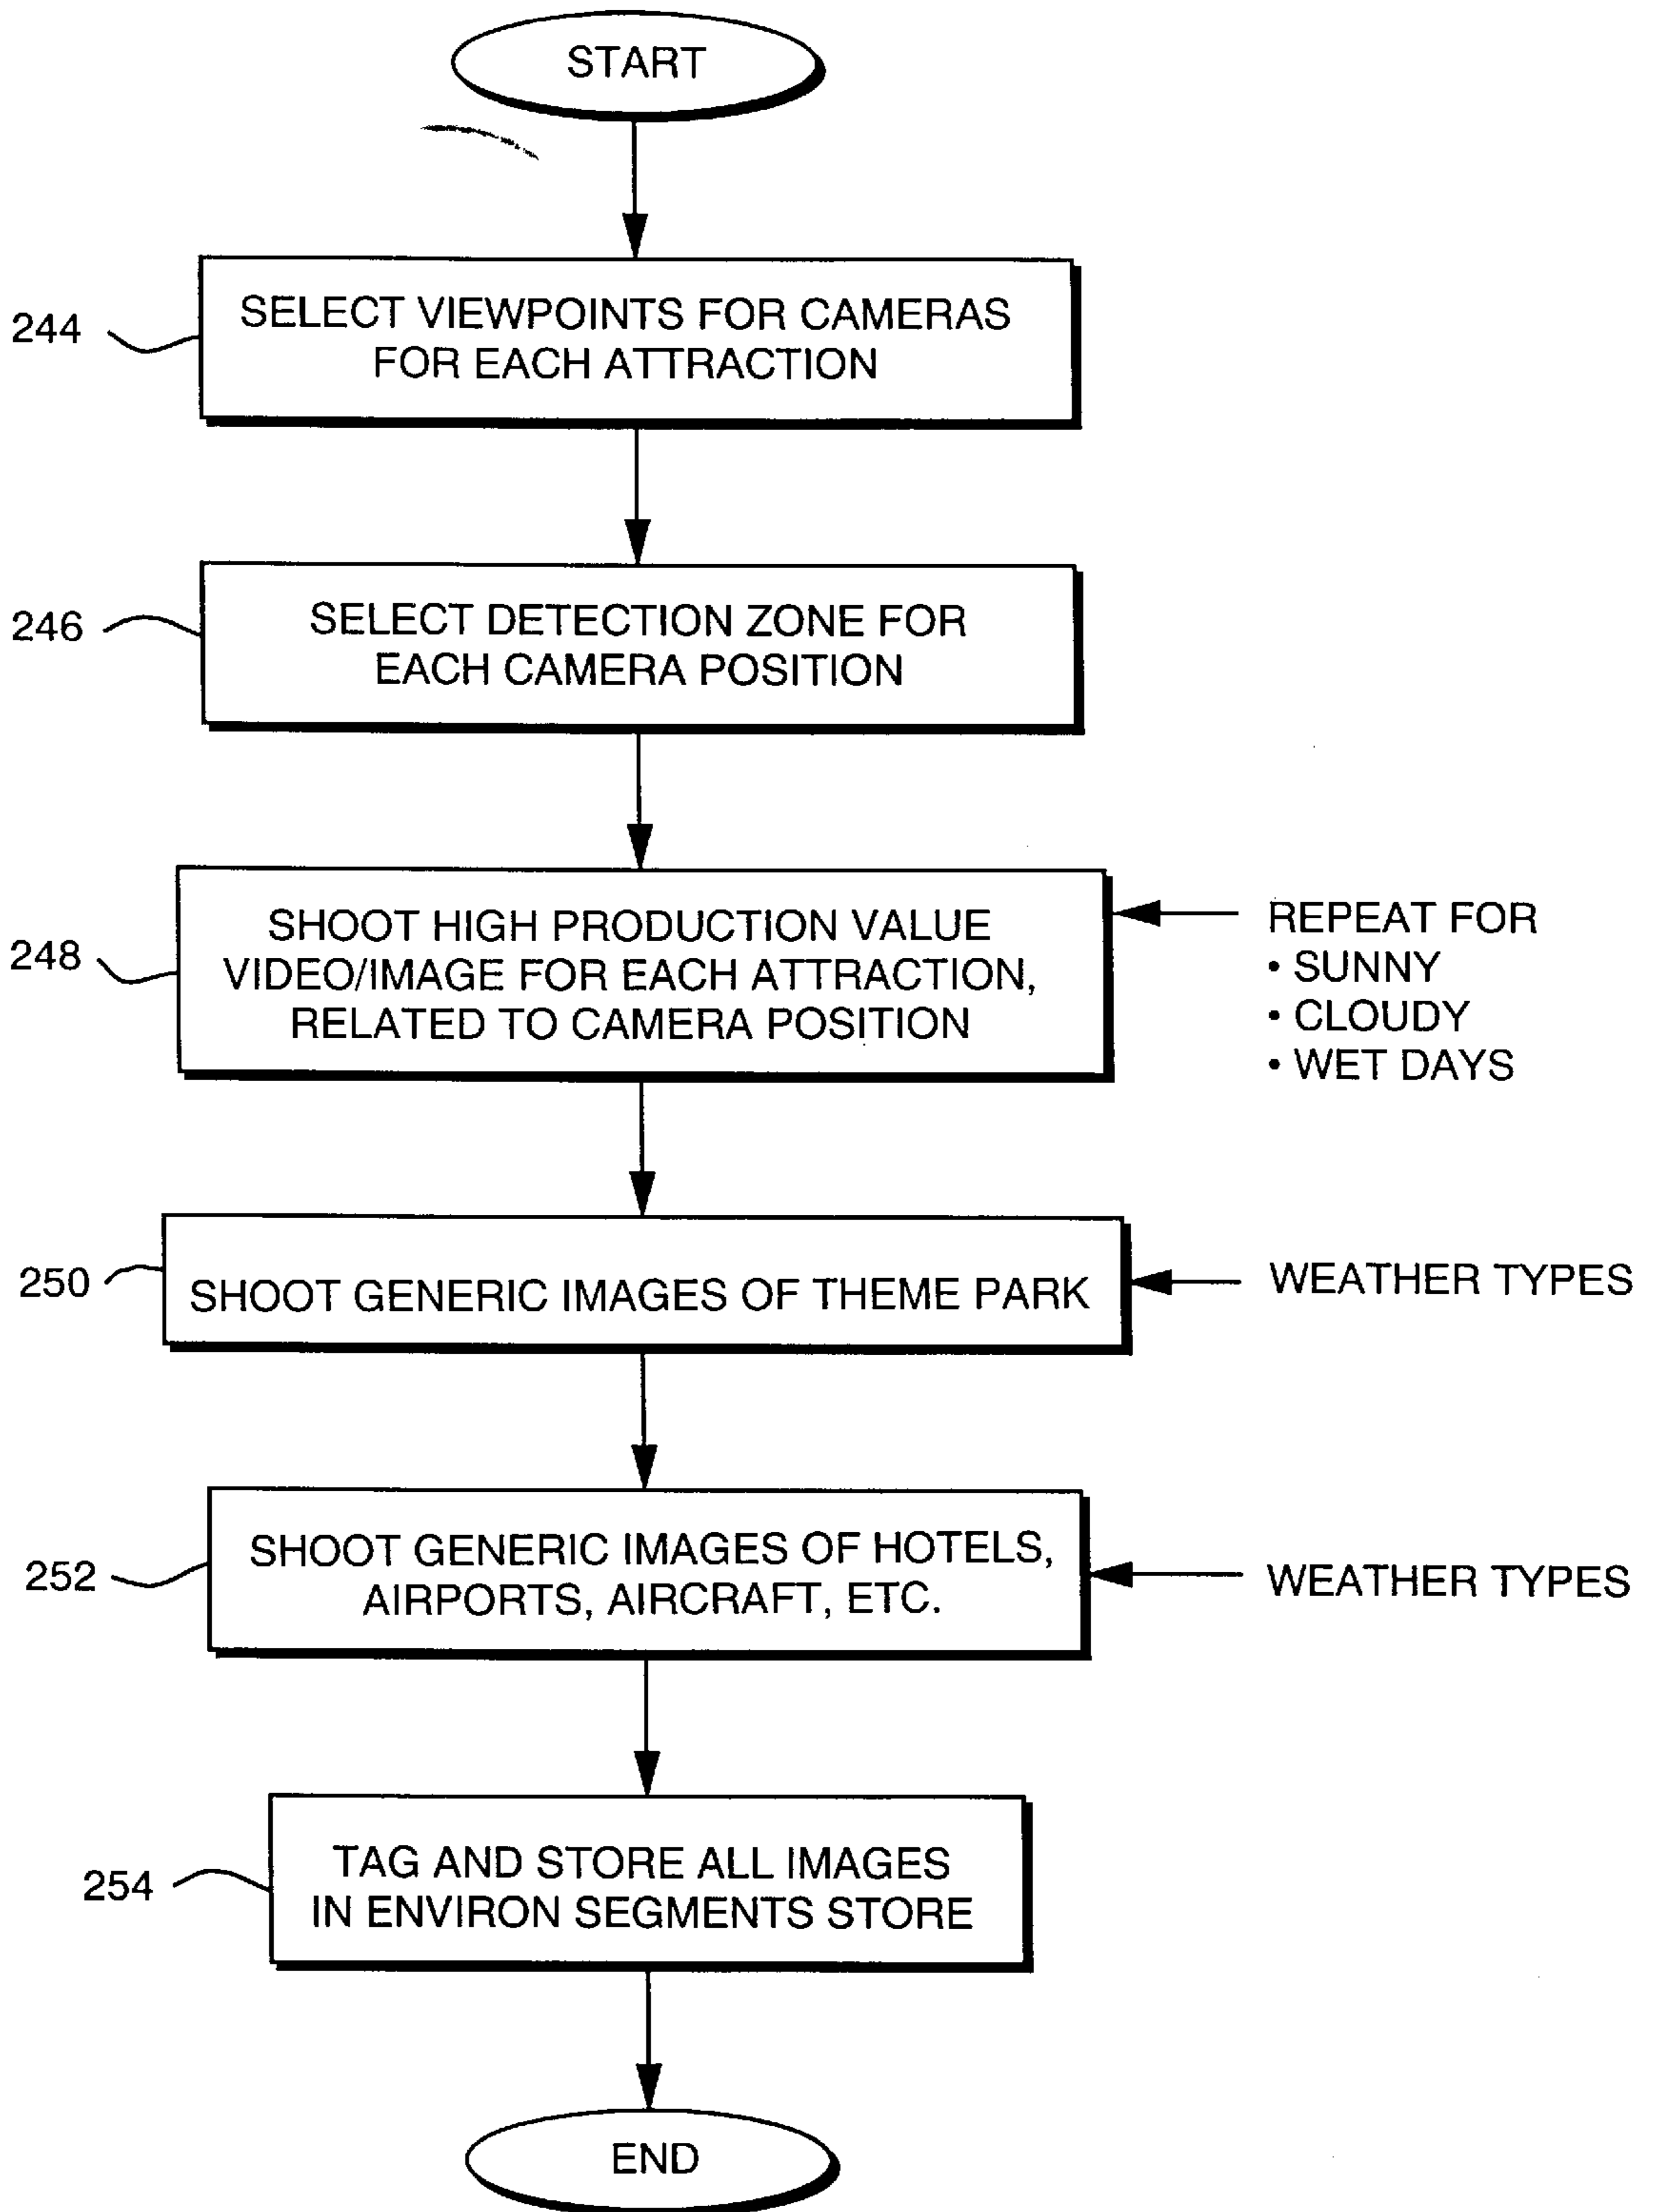 START
244
SELECT VIEWPOINTS FOR CAMERAS
FOR EACH ATTRACTION
246
SELECT DETECTION ZONE FOR
EACH CAMERA POSITION
248
SHOOT HIGH PRODUCTION VALUE
VIDEO/IMAGE FOR EACH ATTRACTION,
RELATED TO CAMERA POSITION
REPEAT FOR
• SUNNY
• CLOUDY
• WET DAYS
250
SHOOT GENERIC IMAGES OF THEME PARK
WEATHER TYPES
252
SHOOT GENERIC IMAGES OF HOTELS,
AIRPORTS, AIRCRAFT, ETC.
WEATHER TYPES
254
TAG AND STORE ALL IMAGES
IN ENVIRON SEGMENTS STORE
END